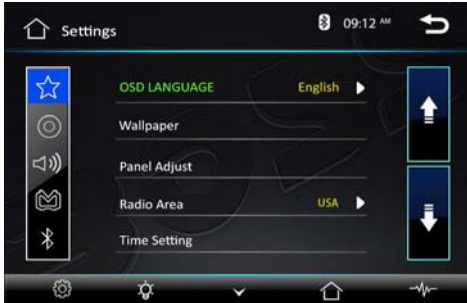 Settings
09:12 AM
OSD LANGUAGE English
Wallpaper
Panel Adjust
Radio Area USA
Time Setting